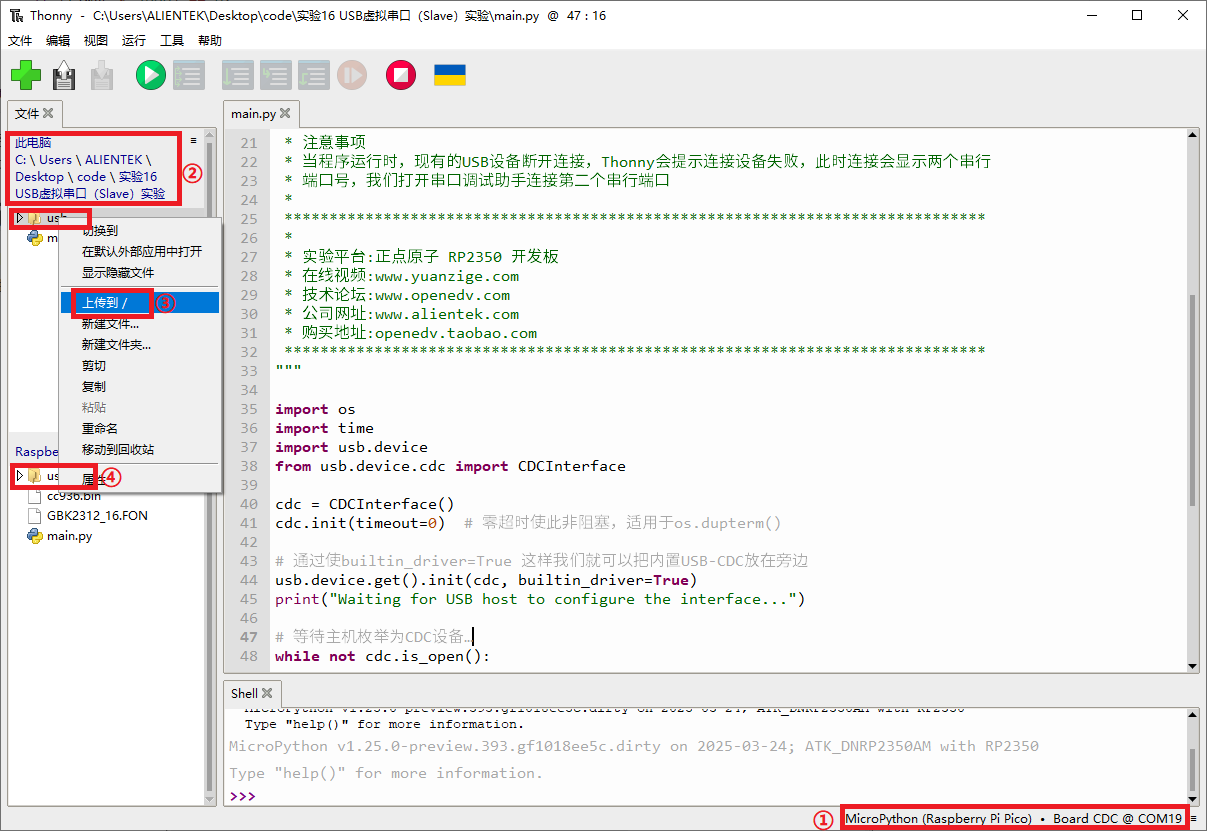 Thonny - C:\Users\ALIENTEK\Desktop\code\实验16 USB虚拟串口（Slave）实验\main.py @ 47 : 16
文件 编辑 视图 运行 工具 帮助
文件
此电脑
C: \ Users \ ALIENTEK \
Desktop \ code \ 实验16
USB虚拟串口（Slave）实验
②
切换到
在默认外部应用中打开
显示隐藏文件
上传到 /
③
新建文件...
新建文件夹...
剪切
复制
粘贴
重命名
移动到回收站
④
cc936.bin
GBK2312_16.FON
main.py
main.py
21 * 注意事项
22 * 当程序运行时，现有的USB设备断开连接，Thonny会提示连接设备失败，此时连接会显示两个串行
23 * 端口号，我们打开串口调试助手连接第二个串行端口
24 *
25 ******************************************************************************
26 *
27 * 实验平台:正点原子 RP2350 开发板
28 * 在线视频:www.yuanzige.com
29 * 技术论坛:www.openedv.com
30 * 公司网址:www.alientek.com
31 * 购买地址:openedv.taobao.com
32 ******************************************************************************
33 """
34
35 import os
36 import time
37 import usb.device
38 from usb.device.cdc import CDCInterface
39
40 cdc = CDCInterface()
41 cdc.init(timeout=0)  # 零超时使此非阻塞，适用于os.dupterm()
42
43 # 通过使builtin_driver=True 这样我们就可以把内置USB-CDC放在旁边
44 usb.device.get().init(cdc, builtin_driver=True)
45 print("Waiting for USB host to configure the interface...")
46
47 # 等待主机枚举为CDC设备…
48 while not cdc.is_open():
Shell
MicroPython v1.25.0-preview.393.gf1018ee5c.dirty on 2025-03-24; ATK_DNRP2350AM with RP2350
Type "help()" for more information.
MicroPython v1.25.0-preview.393.gf1018ee5c.dirty on 2025-03-24; ATK_DNRP2350AM with RP2350
Type "help()" for more information.
>>>
① MicroPython (Raspberry Pi Pico) • Board CDC @ COM19